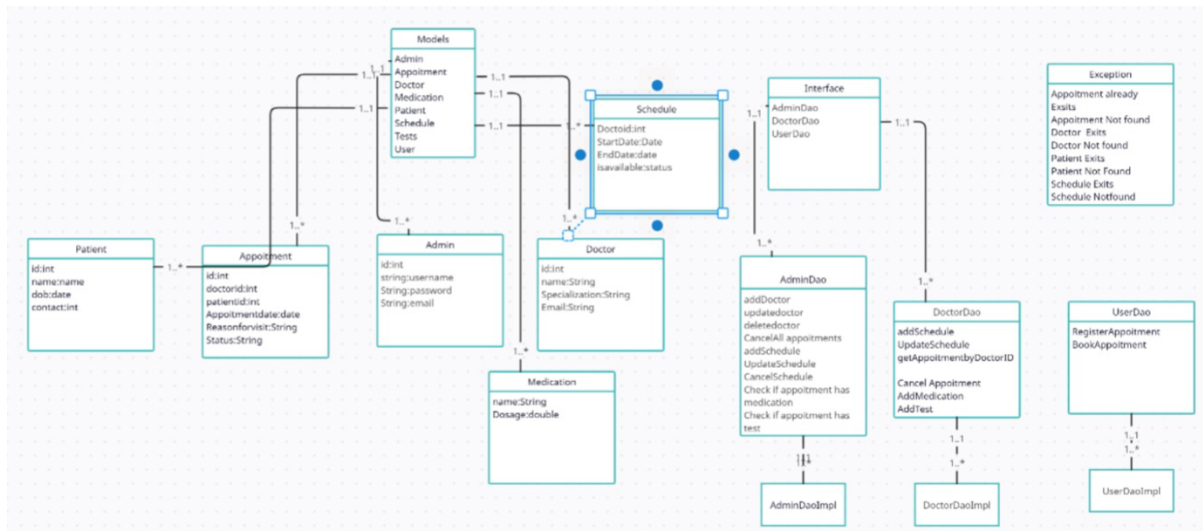 Models
Admin
Appoitment
Doctor
Medication
Patient
Schedule
Tests
User
1..1
1..1
1..1
1..1
1..1
1..1
1..*
1..*
1..*
1..*
1..*
1..*
Schedule
Doctoid:int
StartDate:Date
EndDate:date
isavailable:status
Interface
AdminDao
DoctorDao
UserDao
1..1
1..1
1..*
1..*
Exception
Appoitment already
Exsits
Appoitment Not found
Doctor Exits
Doctor Not found
Patient Exits
Patient Not Found
Schedule Exits
Schedule Notfound
Patient
id:int
name:name
dob:date
contact:int
Appoitment
id:int
doctorid:int
patientid:int
Appoitmentdate:date
Reasonforvisit:String
Status:String
Admin
id:int
string:username
String:password
String:email
Doctor
id:int
name:String
Specialization:String
Email:String
Medication
name:String
Dosage:double
AdminDao
addDoctor
updatedoctor
deletedoctor
CancelAll appoitments
addSchedule
UpdateSchedule
CancelSchedule
Check if appoitment has
medication
Check if appoitment has
test
DoctorDao
addSchedule
UpdateSchedule
getAppoitmentbyDoctorID
Cancel Appoitment
AddMedication
AddTest
UserDao
RegisterAppoitment
BookAppoitment
1..1
1..*
1..1
1..*
AdminDaoImpl
DoctorDaoImpl
UserDaoImpl